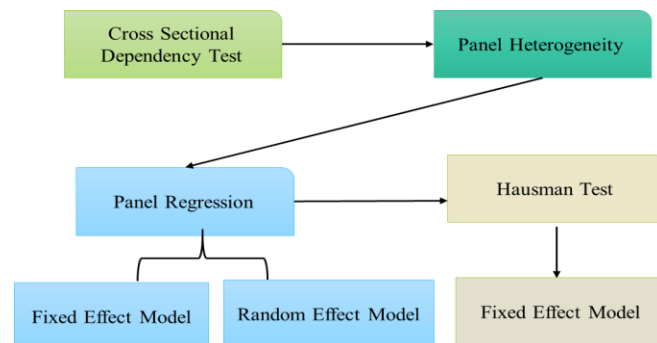 Cross Sectional
Dependency Test
Panel Heterogeneity
Panel Regression
Hausman Test
Fixed Effect Model
Random Effect Model
Fixed Effect Model